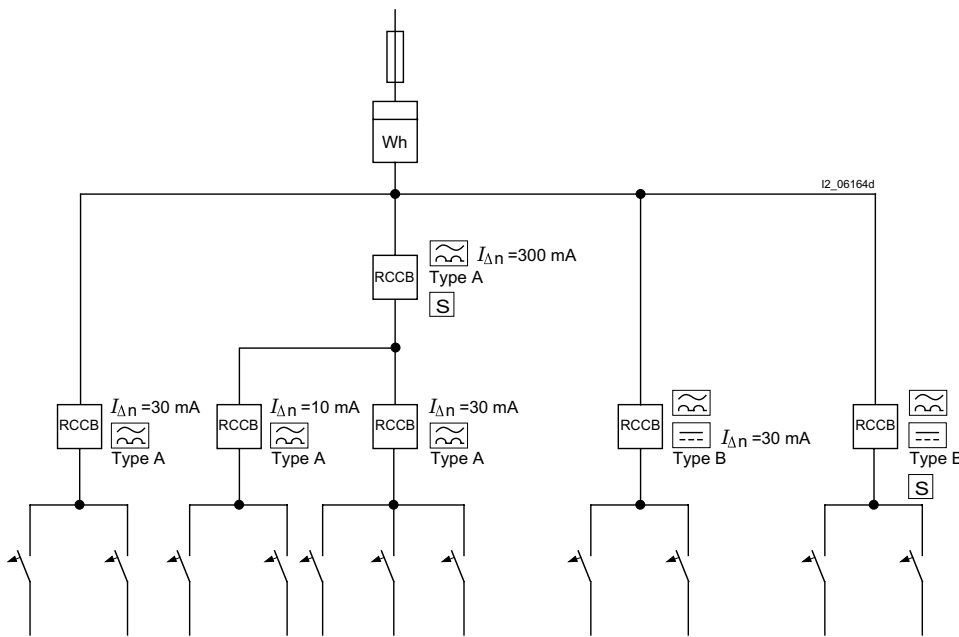 Wh
I2_06164d
RCCB
IΔn =300 mA
Type A
S
RCCB
IΔn =30 mA
Type A
RCCB
IΔn =10 mA
Type A
RCCB
IΔn =30 mA
Type A
RCCB
IΔn =30 mA
Type B
RCCB
Type B
S